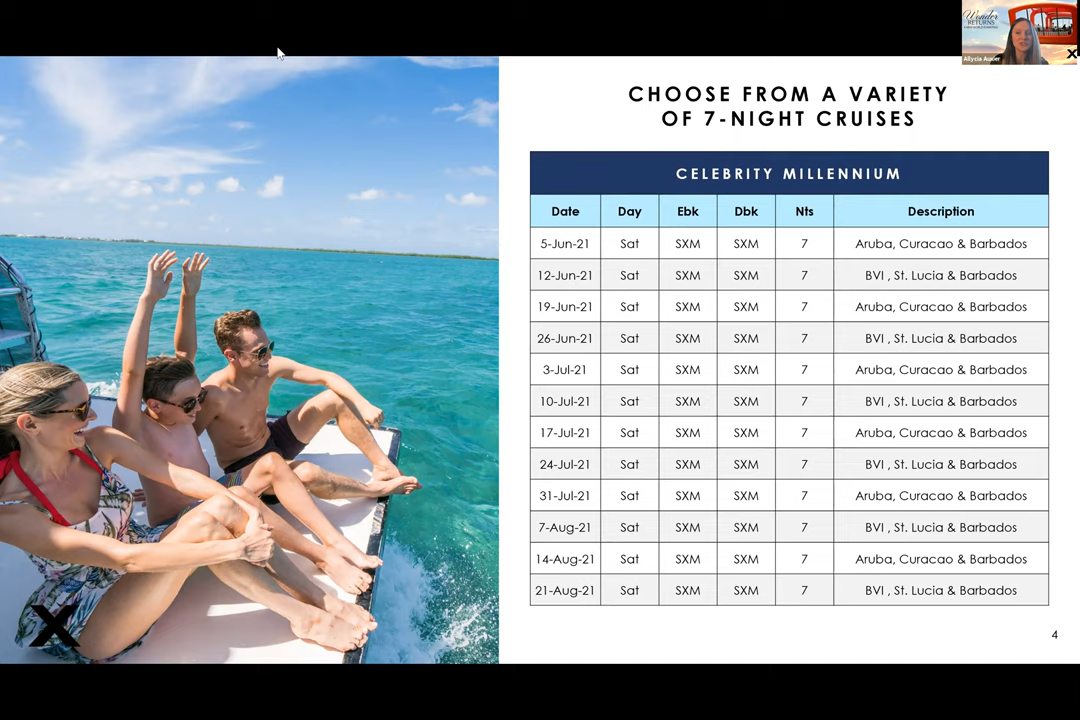 Wonder
RETURNS
Allycia Auxer
CHOOSE FROM A VARIETY
OF 7-NIGHT CRUISES
CELEBRITY MILLENNIUM
Date Day Ebk Dbk Nts Description
5-Jun-21 Sat SXM SXM 7 Aruba, Curacao & Barbados
12-Jun-21 Sat SXM SXM 7 BVI , St. Lucia & Barbados
19-Jun-21 Sat SXM SXM 7 Aruba, Curacao & Barbados
26-Jun-21 Sat SXM SXM 7 BVI , St. Lucia & Barbados
3-Jul-21 Sat SXM SXM 7 Aruba, Curacao & Barbados
10-Jul-21 Sat SXM SXM 7 BVI , St. Lucia & Barbados
17-Jul-21 Sat SXM SXM 7 Aruba, Curacao & Barbados
24-Jul-21 Sat SXM SXM 7 BVI , St. Lucia & Barbados
31-Jul-21 Sat SXM SXM 7 Aruba, Curacao & Barbados
7-Aug-21 Sat SXM SXM 7 BVI , St. Lucia & Barbados
14-Aug-21 Sat SXM SXM 7 Aruba, Curacao & Barbados
21-Aug-21 Sat SXM SXM 7 BVI , St. Lucia & Barbados
4